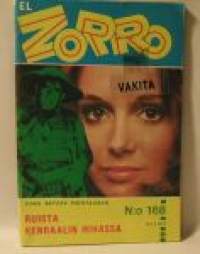 EL
ZORRO
VAKITA
N:o 168
RUISTA
KENRAALIN HIHASSA